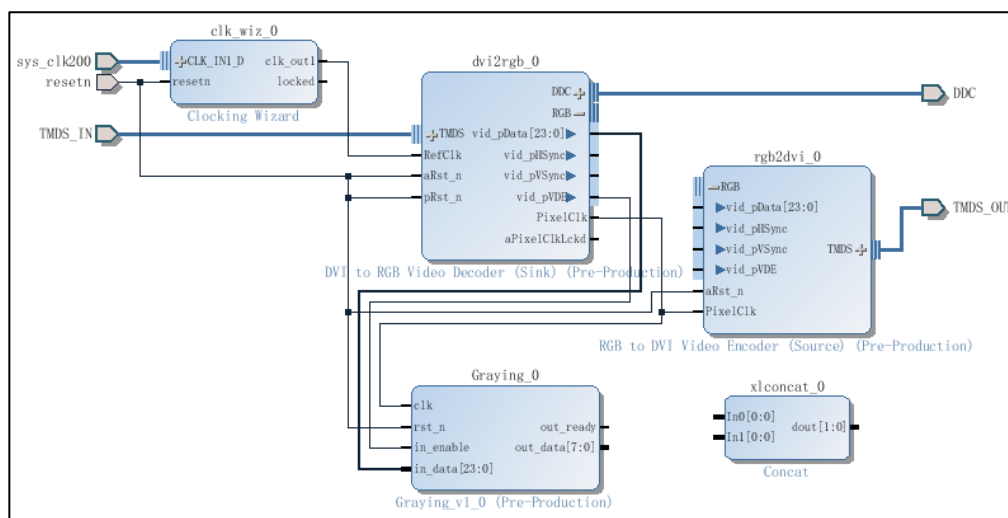 clk_wiz_0
sys_clk200
CLK_IN1_D
clk_out1
resetn
resetn
locked
Clocking Wizard
dvi2rgb_0
DDC
DDC
RGB
TMDS_IN
TMDS
vid_pData[23:0]
RefClk
vid_pHSync
aRst_n
vid_pVSync
pRst_n
vid_pVDE
PixelClk
aPixelClkLckd
DVI to RGB Video Decoder (Sink) (Pre-Production)
rgb2dvi_0
RGB
vid_pData[23:0]
vid_pHSync
vid_pVSync
TMDS
vid_pVDE
aRst_n
PixelClk
TMDS_OUT
RGB to DVI Video Encoder (Source) (Pre-Production)
Graying_0
clk
rst_n
out_ready
in_enable
out_data[7:0]
in_data[23:0]
Graying_v1_0 (Pre-Production)
xlconcat_0
In0[0:0]
dout[1:0]
In1[0:0]
Concat